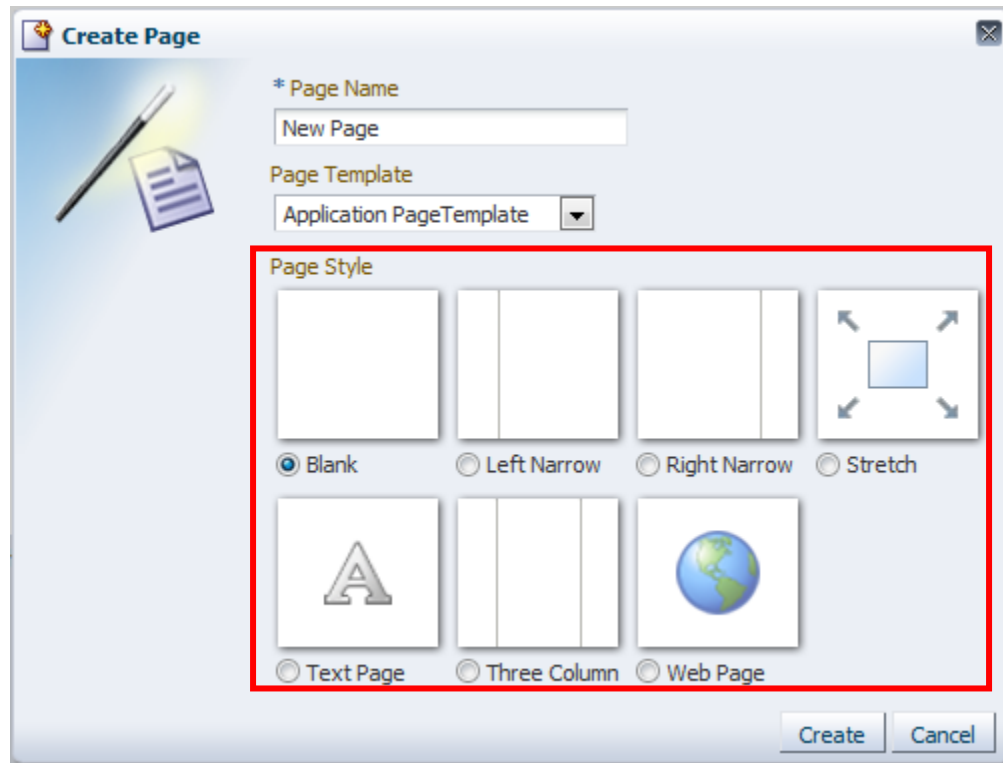 Create Page
* Page Name
New Page
Page Template
Application PageTemplate
Page Style
Blank Left Narrow Right Narrow Stretch
A
Text Page Three Column Web Page
Create Cancel